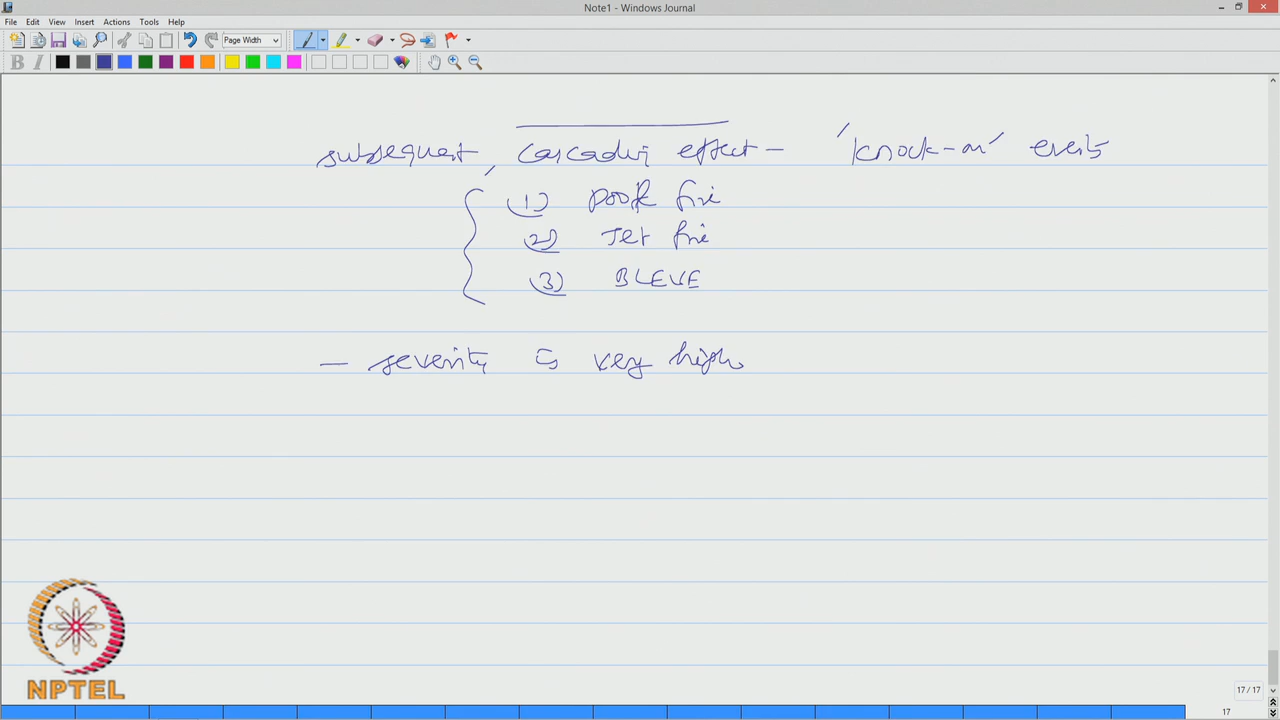 Note1 - Windows Journal
File Edit View Insert Actions Tools Help
Page Width
subsequent, cascading effect - 'knock-on' events
(1) pool fire
(2) Jet fire
(3) BLEVE
- severity is very high
NPTEL
17 / 17
17